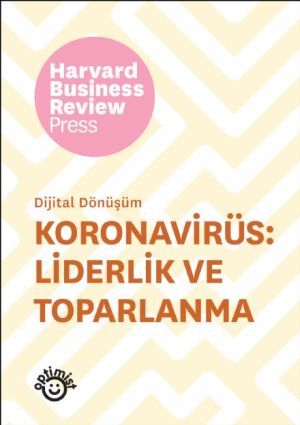 Harvard
Business
Review
Press
Dijital Dönüşüm
KORONAVİRÜS:
LİDERLİK VE
TOPARLANMA
optimist